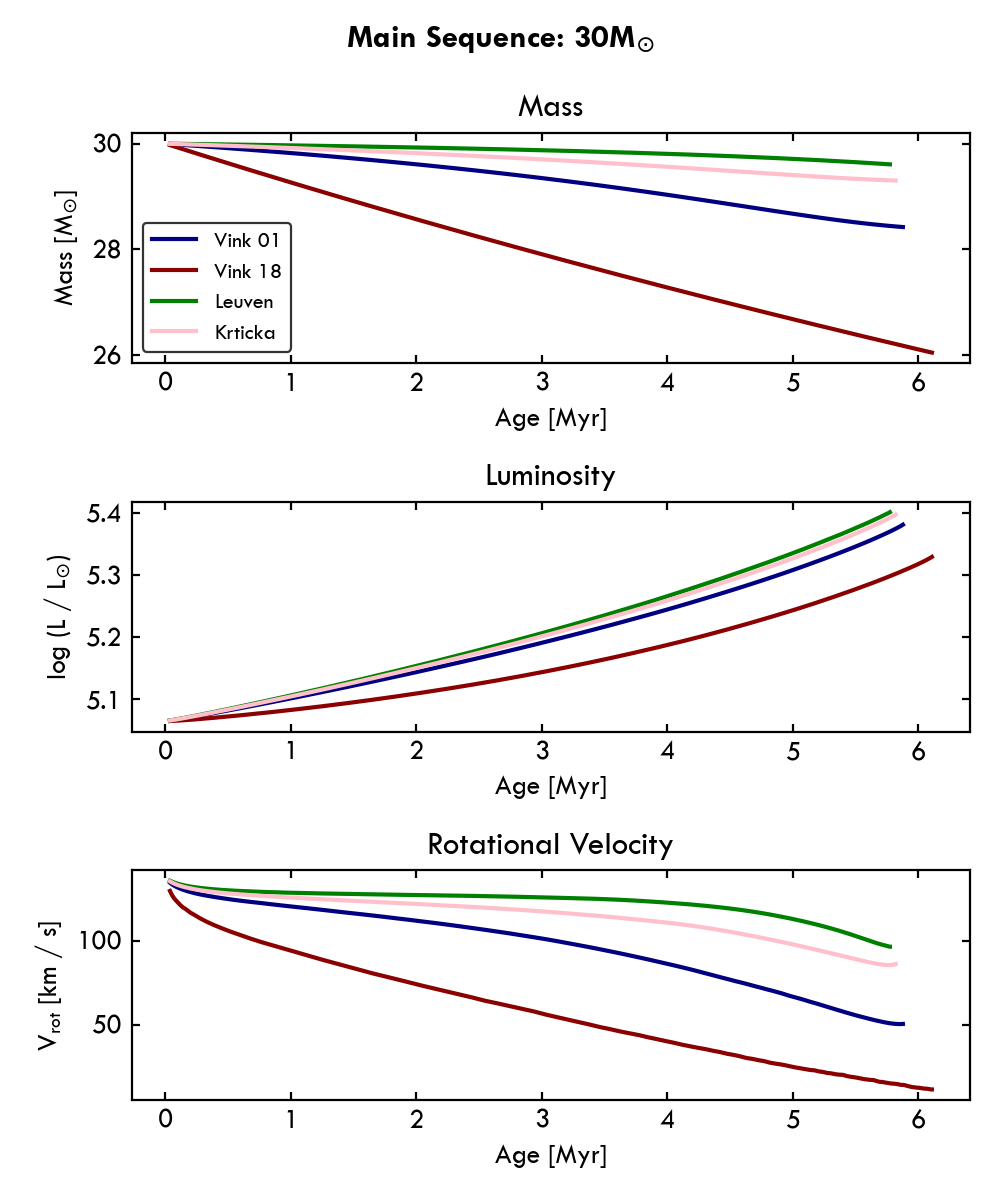 Main Sequence: 30M⊙
Mass
Mass [M⊙]
30
28
26
Vink 01
Vink 18
Leuven
Krticka
0 1 2 3 4 5 6
Age [Myr]
Luminosity
log (L / L⊙)
5.4
5.3
5.2
5.1
0 1 2 3 4 5 6
Age [Myr]
Rotational Velocity
Vrot [km / s]
100
50
0 1 2 3 4 5 6
Age [Myr]